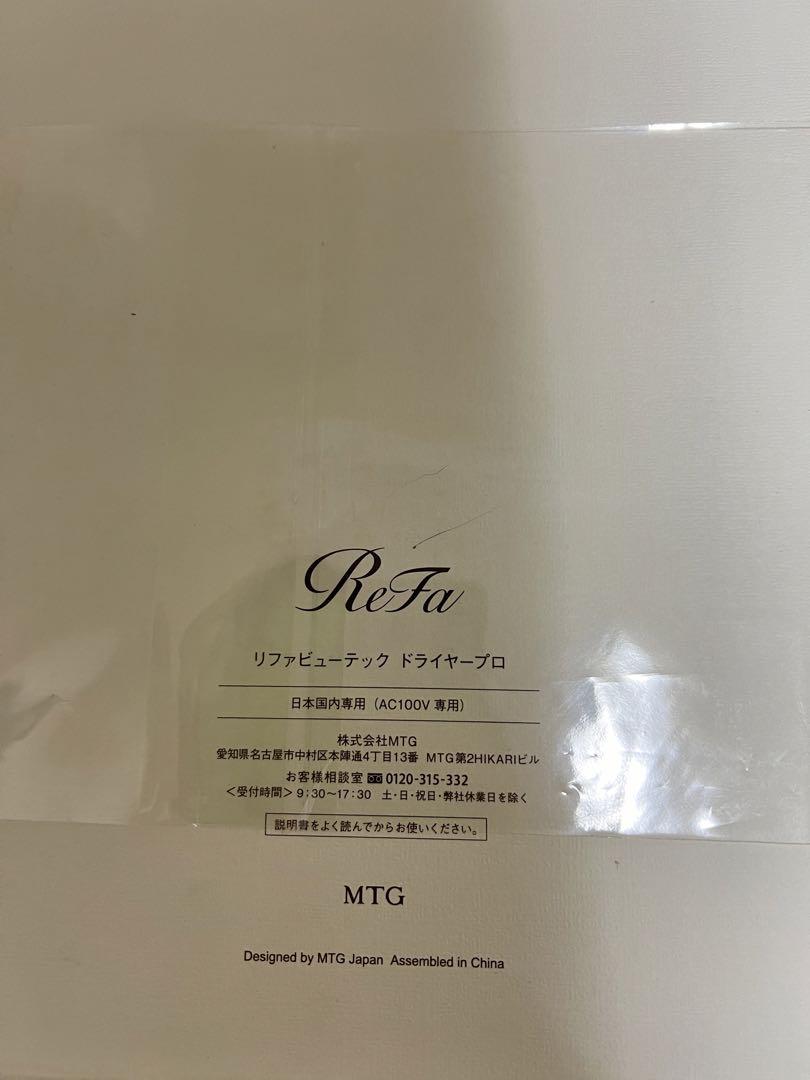 ReFa
リファビューテック ドライヤープロ
日本国内専用（AC100V 専用）
株式会社MTG
愛知県名古屋市中村区本陣通4丁目13番 MTG第2HIKARIビル
お客様相談室 0120-315-332
＜受付時間＞9:30〜17:30 土・日・祝日・弊社休業日を除く
説明書をよく読んでからお使いください。
MTG
Designed by MTG Japan Assembled in China